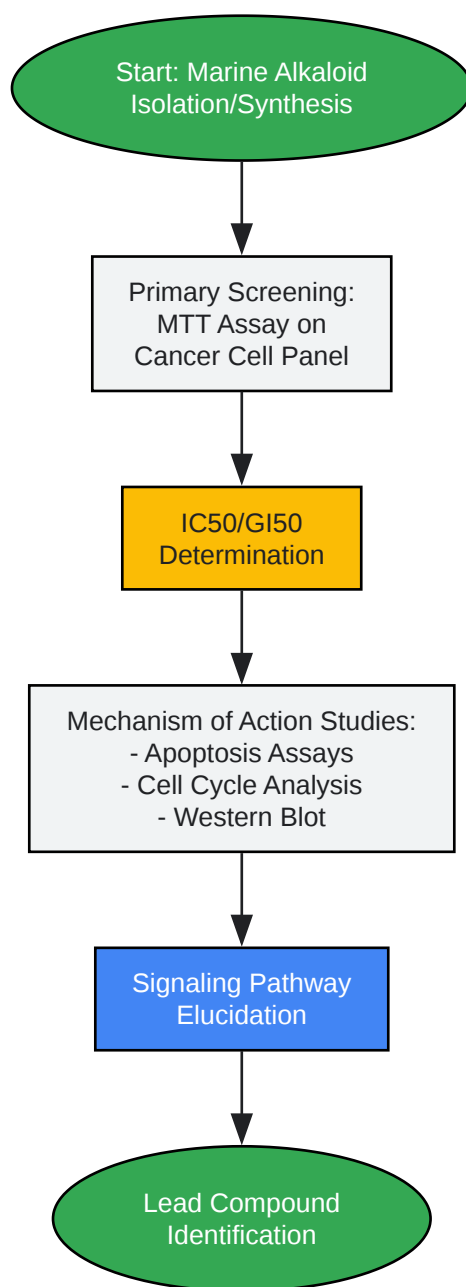 Start: Marine Alkaloid
Isolation/Synthesis
Primary Screening:
MTT Assay on
Cancer Cell Panel
IC50/GI50
Determination
Mechanism of Action Studies:
- Apoptosis Assays
- Cell Cycle Analysis
- Western Blot
Signaling Pathway
Elucidation
Lead Compound
Identification